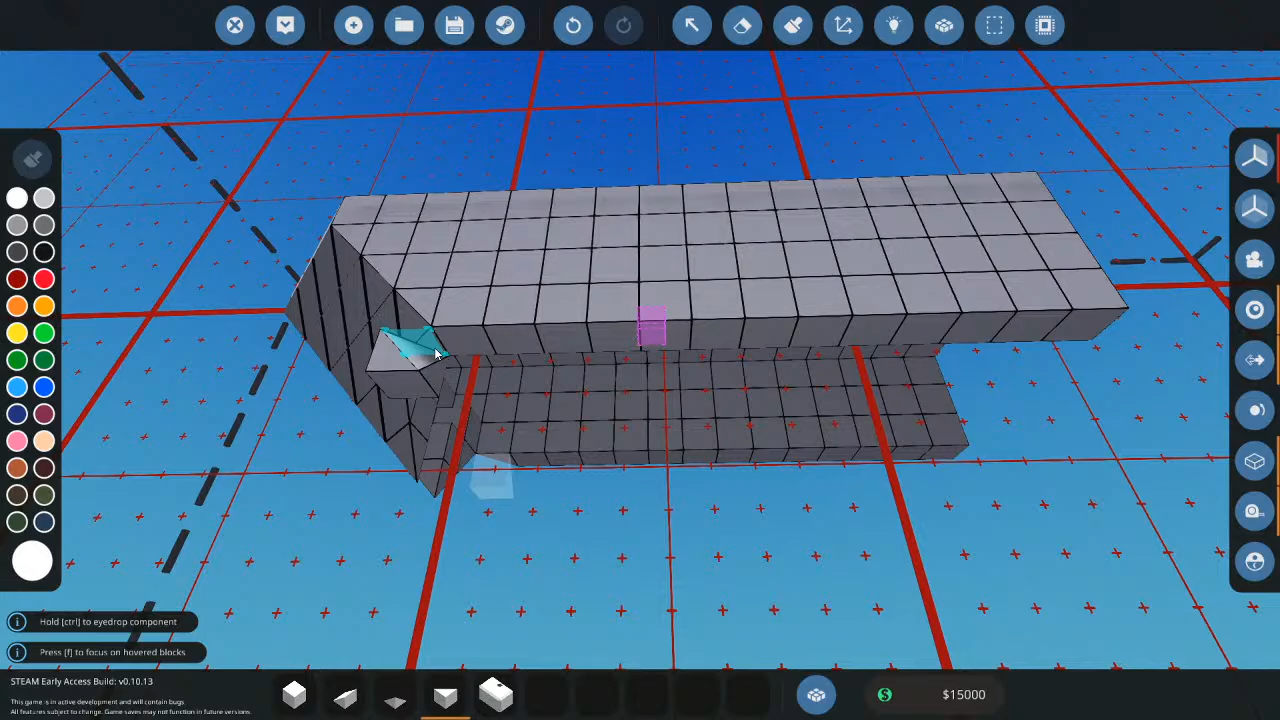 Hold [ctrl] to eyedrop component
Press [f] to focus on hovered blocks
STEAM Early Access Build: v0.10.13
This game is in active development and will contain bugs
All features subject to change. Game saves may not function in future versions.
$ $15000